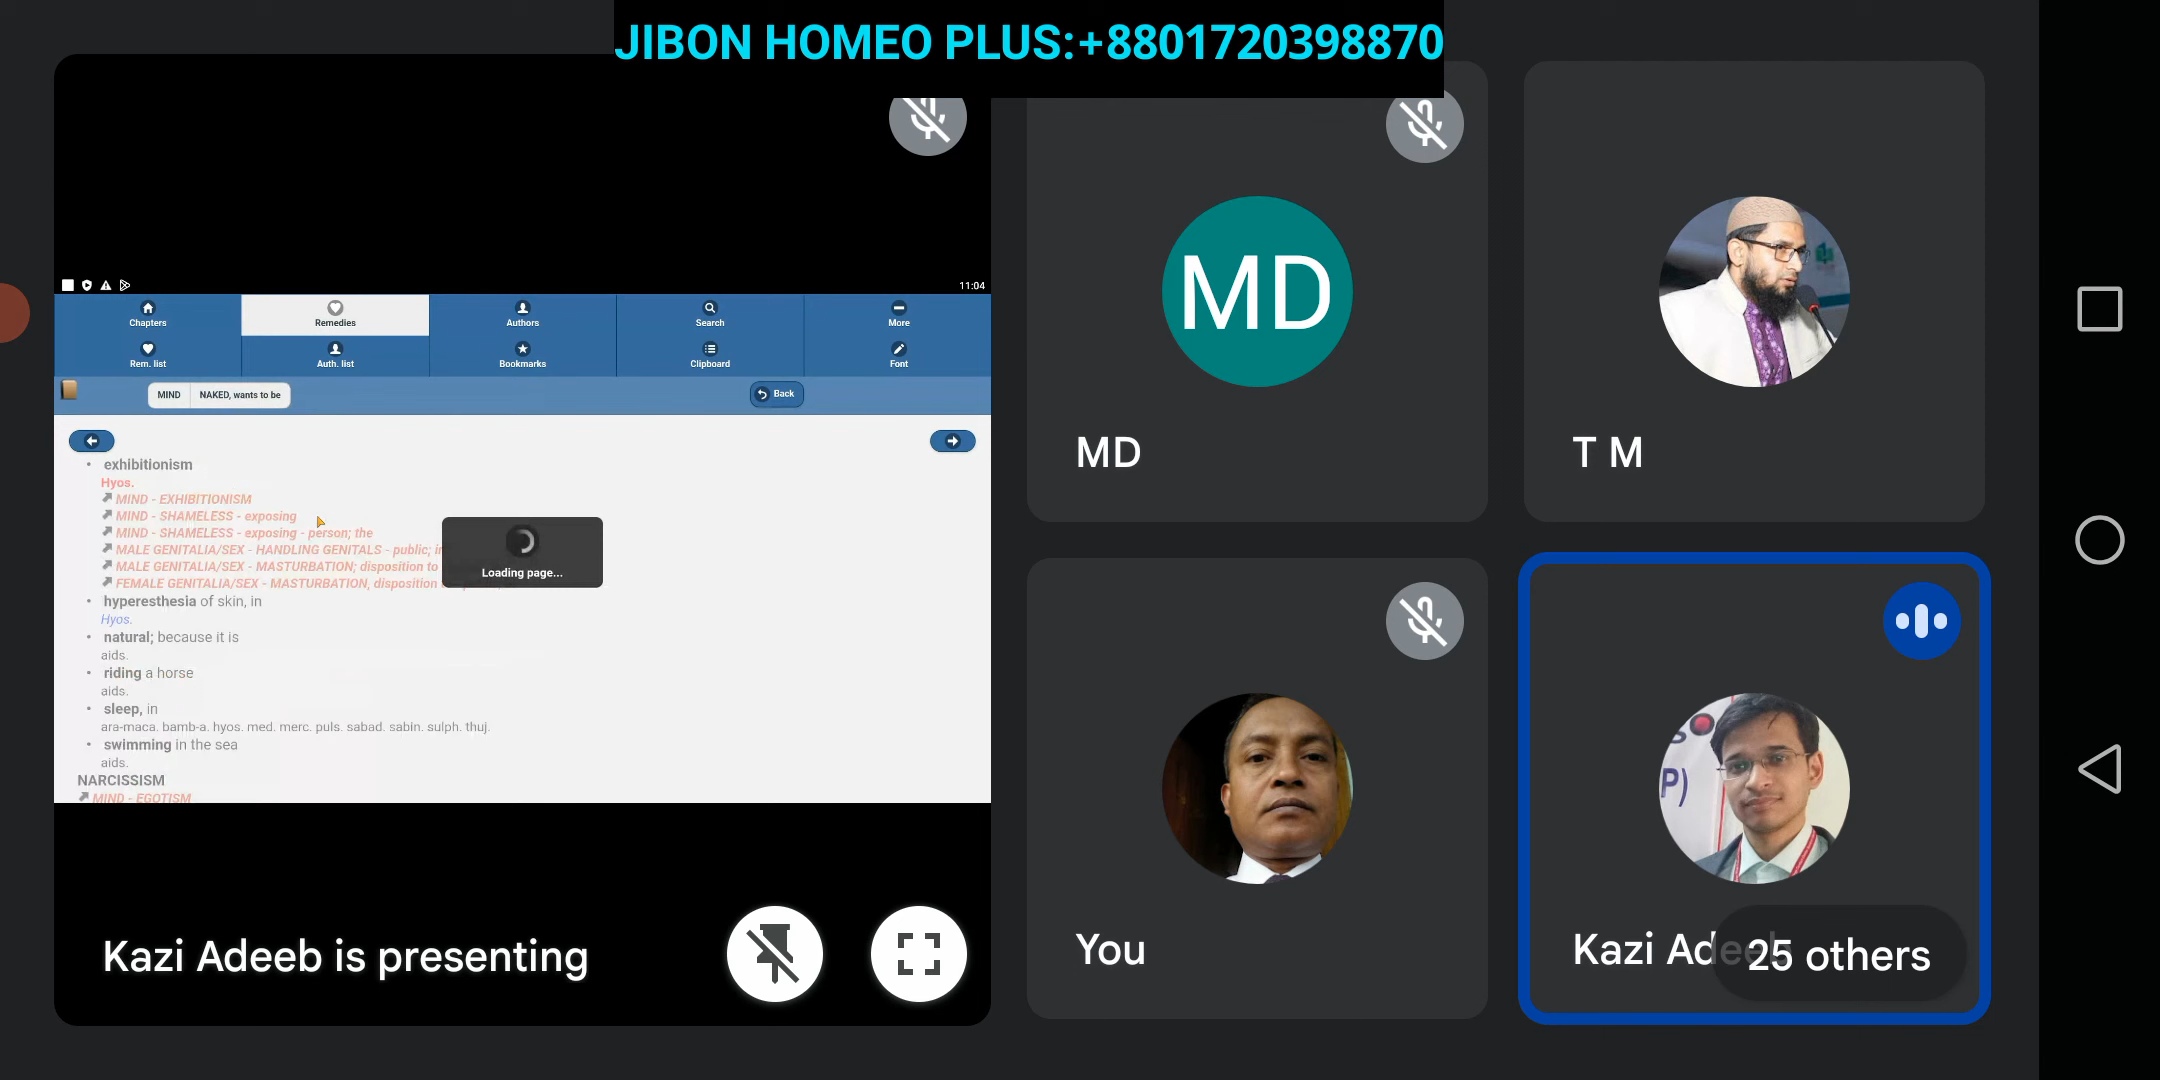 JIBON HOMEO PLUS:+8801720398870
11:04
Chapters
Remedies
Authors
Search
More
Rem. list
Auth. list
Bookmarks
Clipboard
Font
MIND
NAKED, wants to be
Back
• exhibitionism
Hyos.
MIND - EXHIBITIONISM
MIND - SHAMELESS - exposing
MIND - SHAMELESS - exposing - person; the
MALE GENITALIA/SEX - HANDLING GENITALS - public;
MALE GENITALIA/SEX - MASTURBATION; disposition to
FEMALE GENITALIA/SEX - MASTURBATION, disposition
Loading page...
• hyperesthesia of skin, in
Hyos.
• natural; because it is
aids.
• riding a horse
aids.
• sleep, in
ara-maca. bamb-a. hyos. med. merc. puls. sabad. sabin. sulph. thuj.
• swimming in the sea
aids.
NARCISSISM
MIND - EGOTISM
Kazi Adeeb is presenting
MD
MD
T M
You
P)
Kazi Adeeb
25 others